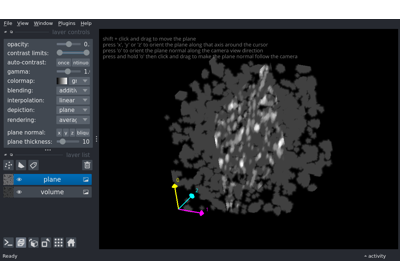 File View Window Plugins Help
layer controls
opacity: 0.
contrast limits:
auto-contrast: once
gamma: 1.
colormap: gr
blending: additiv
interpolation: linear
depiction: plane
rendering: averag
plane normal: x y z
plane thickness: 10
layer list
plane
volume
Ready
activity
shift + click and drag to move the plane
press 'x', 'y' or 'z' to orient the plane along that axis around the cursor
press 'o' to orient the plane normal along the camera view direction
press and hold 'o' then click and drag to make the plane normal follow the camera